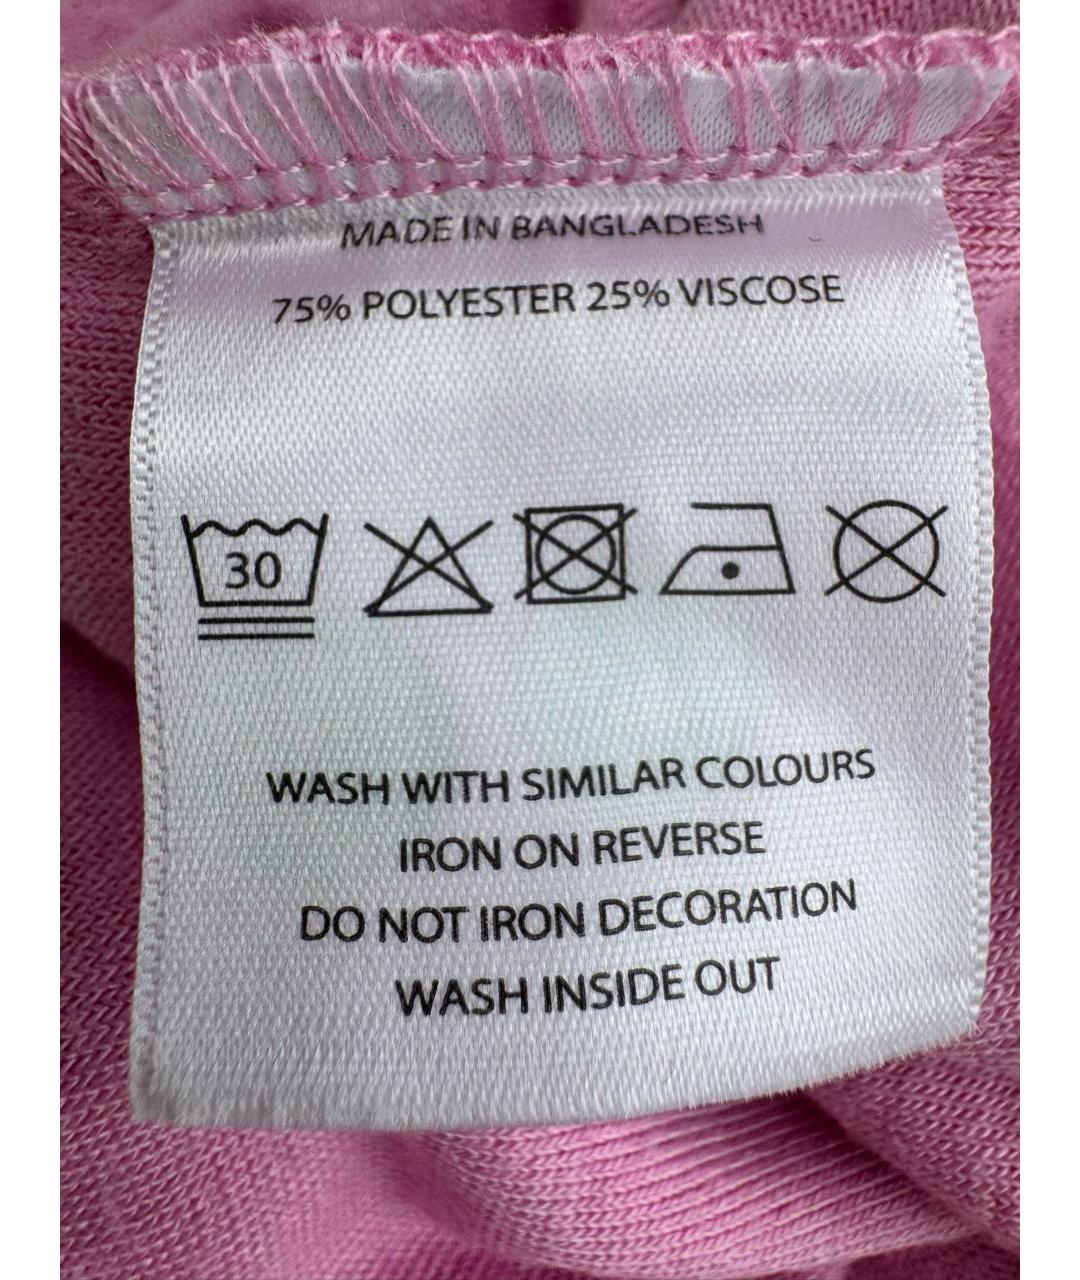 MADE IN BANGLADESH
75% POLYESTER 25% VISCOSE
30
WASH WITH SIMILAR COLOURS
IRON ON REVERSE
DO NOT IRON DECORATION
WASH INSIDE OUT